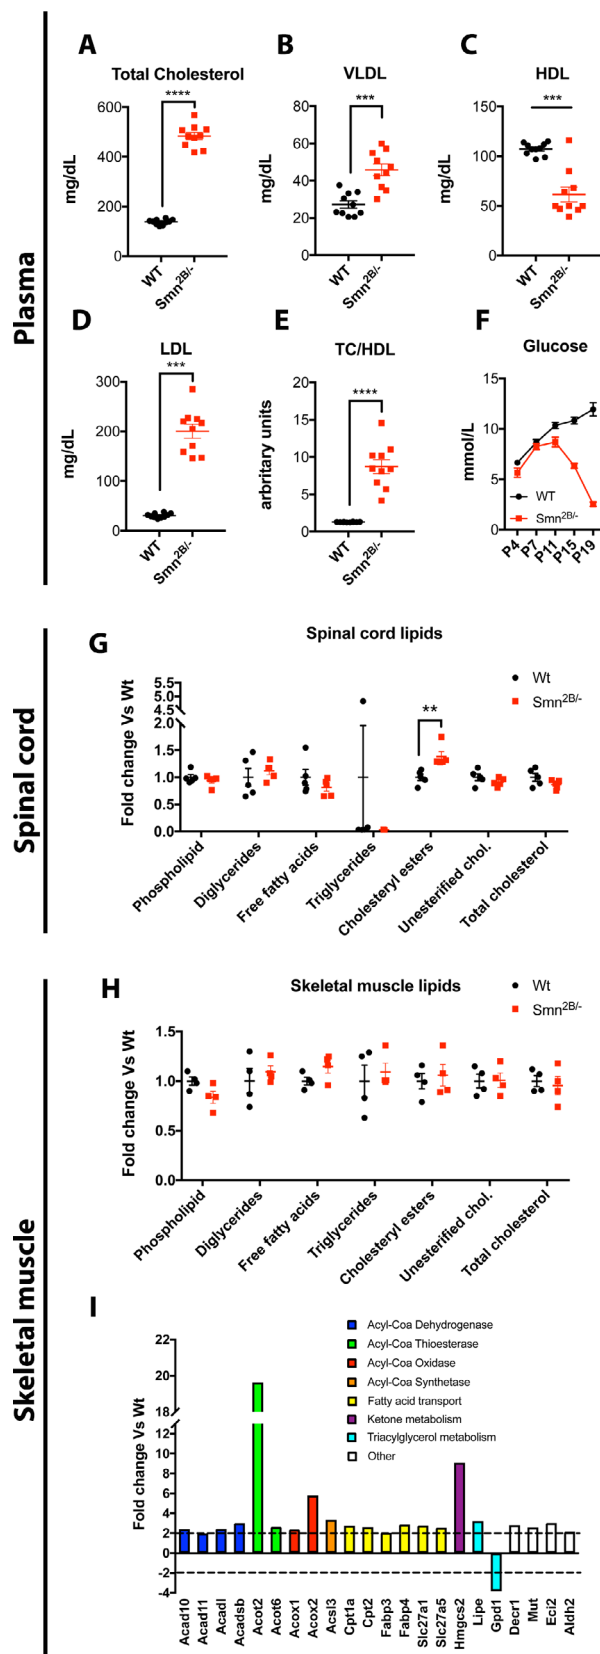 Plasma
A
Total Cholesterol
****
mg/dL
600
400
200
0
WT
Smn2B/-
B
VLDL
***
mg/dL
80
60
40
20
0
WT
Smn2B/-
C
HDL
***
mg/dL
150
100
50
0
WT
Smn2B/-
D
LDL
***
mg/dL
300
200
100
0
WT
Smn2B/-
E
TC/HDL
****
arbritary units
20
15
10
5
0
WT
Smn2B/-
F
Glucose
mmol/L
15
10
5
0
WT
Smn2B/-
P4
P7
P11
P15
P19
Spinal cord
G
Spinal cord lipids
Wt
Smn2B/-
**
Fold change Vs Wt
5.5
5.0
4.5
2.0
1.5
1.0
0.5
0.0
Phospholipid
Diglycerides
Free fatty acids
Triglycerides
Cholesteryl esters
Unesterified chol.
Total cholesterol
Skeletal muscle
H
Skeletal muscle lipids
Wt
Smn2B/-
Fold change Vs Wt
1.5
1.0
0.5
0.0
Phospholipid
Diglycerides
Free fatty acids
Triglycerides
Cholesteryl esters
Unesterified chol.
Total cholesterol
I
Acyl-Coa Dehydrogenase
Acyl-Coa Thioesterase
Acyl-Coa Oxidase
Acyl-Coa Synthetase
Fatty acid transport
Ketone metabolism
Triacylglycerol metabolism
Other
Fold change Vs Wt
22
20
18
16
14
12
10
8
6
4
2
0
-2
-4
Acad10
Acad11
Acadl
Acadsb
Acot2
Acot6
Acox1
Acox2
Acsl3
Cpt1a
Cpt2
Fabp3
Fabp4
Slc27a1
Slc27a5
Hmgcs2
Lipe
Gpd1
Decr1
Mut
Eci2
Aldh2